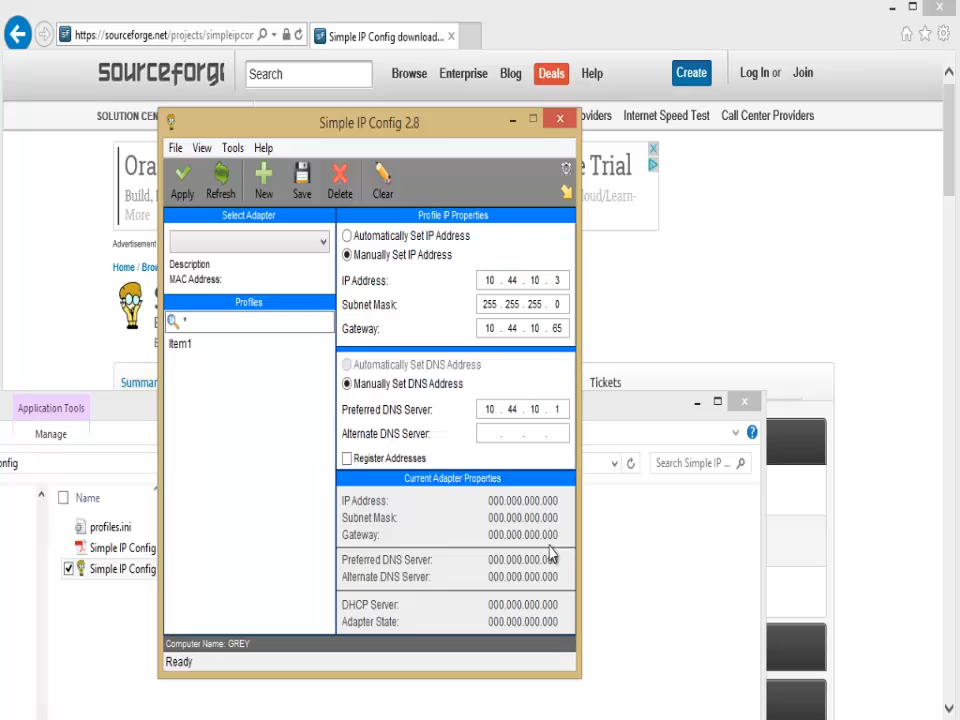 https://sourceforge.net/projects/simpleipcor
Simple IP Config download...
sourceforg
Search
Browse
Enterprise
Blog
Deals
Help
Create
Log In or
Join
SOLUTION CEN
oviders
Internet Speed Test
Call Center Providers
Simple IP Config 2.8
File
View
Tools
Help
Apply
Refresh
New
Save
Delete
Clear
Ora
e Trial
Build,
loud/Learn-
More
Advertisement
Home / Brow
Select Adapter
Description
MAC Address:
Profiles
*
Item1
Profile IP Properties
Automatically Set IP Address
Manually Set IP Address
IP Address: 10 . 44 . 10 . 3
Subnet Mask: 255 . 255 . 255 . 0
Gateway: 10 . 44 . 10 . 65
Automatically Set DNS Address
Manually Set DNS Address
Preferred DNS Server: 10 . 44 . 10 . 1
Alternate DNS Server: . . .
Register Addresses
Current Adapter Properties
IP Address: 000.000.000.000
Subnet Mask: 000.000.000.000
Gateway: 000.000.000.000
Preferred DNS Server: 000.000.000.000
Alternate DNS Server: 000.000.000.000
DHCP Server: 000.000.000.000
Adapter State: 000.000.000.000
Computer Name: GREY
Ready
Summar
Tickets
Application Tools
Manage
onfig
Search Simple IP ...
Name
profiles.ini
Simple IP Config
Simple IP Config